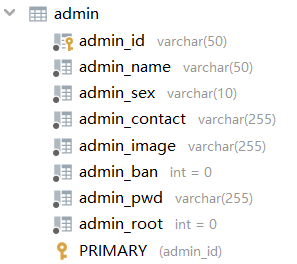 admin
admin_id varchar(50)
admin_name varchar(50)
admin_sex varchar(10)
admin_contact varchar(255)
admin_image varchar(255)
admin_ban int = 0
admin_pwd varchar(255)
admin_root int = 0
PRIMARY (admin_id)